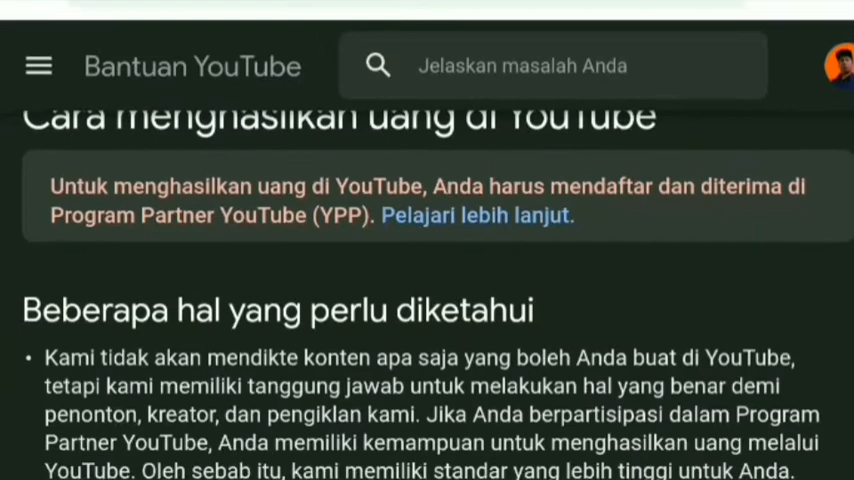 Bantuan YouTube
Jelaskan masalah Anda
Cara menghasilkan uang di YouTube
Untuk menghasilkan uang di YouTube, Anda harus mendaftar dan diterima di
Program Partner YouTube (YPP). Pelajari lebih lanjut.
Beberapa hal yang perlu diketahui
• Kami tidak akan mendikte konten apa saja yang boleh Anda buat di YouTube,
tetapi kami memiliki tanggung jawab untuk melakukan hal yang benar demi
penonton, kreator, dan pengiklan kami. Jika Anda berpartisipasi dalam Program
Partner YouTube, Anda memiliki kemampuan untuk menghasilkan uang melalui
YouTube. Oleh sebab itu, kami memiliki standar yang lebih tinggi untuk Anda.